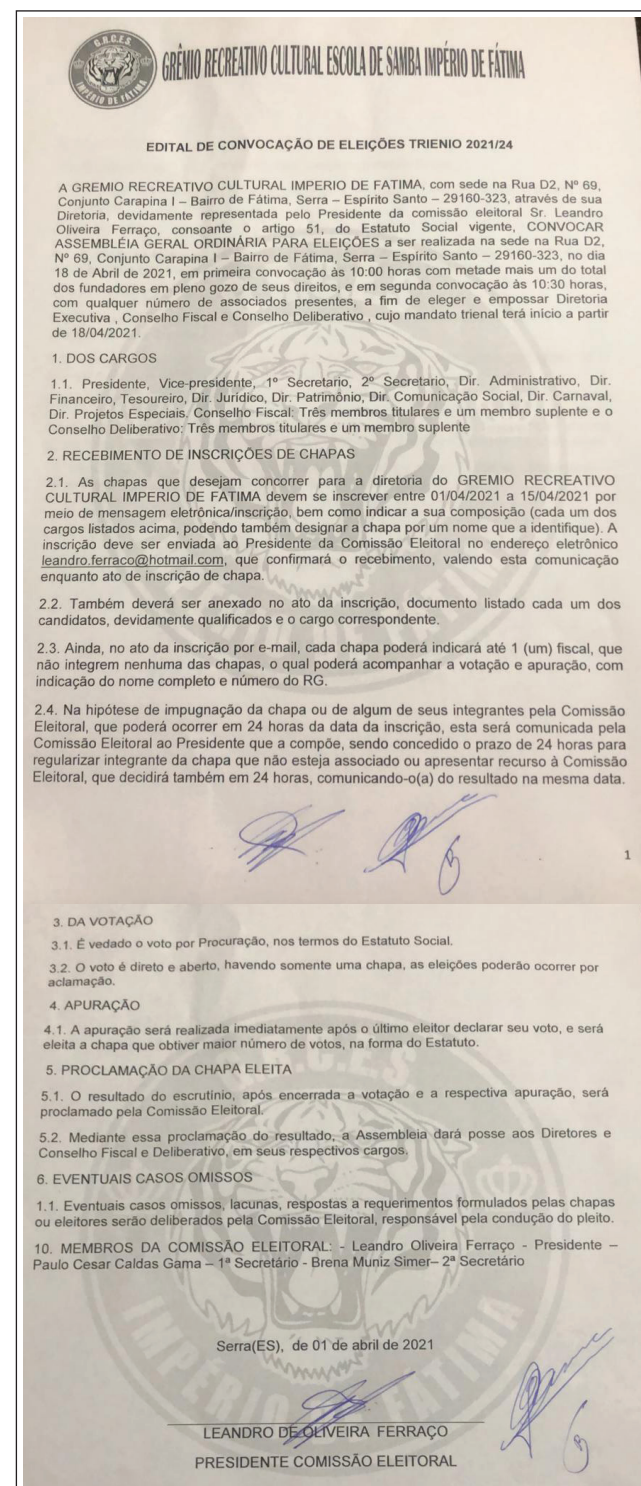 G.R.C.E.S
IMPÉRIO DE FÁTIMA
GRÊMIO RECREATIVO CULTURAL ESCOLA DE SAMBA IMPÉRIO DE FÁTIMA
EDITAL DE CONVOCAÇÃO DE ELEIÇÕES TRIENIO 2021/24
A GREMIO RECREATIVO CULTURAL IMPERIO DE FATIMA, com sede na Rua D2, Nº 69,
Conjunto Carapina I – Bairro de Fátima, Serra – Espírito Santo – 29160-323, através de sua
Diretoria, devidamente representada pelo Presidente da comissão eleitoral Sr. Leandro
Oliveira Ferraço, consoante o artigo 51, do Estatuto Social vigente, CONVOCAR
ASSEMBLÉIA GERAL ORDINÁRIA PARA ELEIÇÕES a ser realizada na sede na Rua D2,
Nº 69, Conjunto Carapina I – Bairro de Fátima, Serra – Espírito Santo – 29160-323, no dia
18 de Abril de 2021, em primeira convocação às 10:00 horas com metade mais um do total
dos fundadores em pleno gozo de seus direitos, e em segunda convocação às 10:30 horas,
com qualquer número de associados presentes, a fim de eleger e empossar Diretoria
Executiva , Conselho Fiscal e Conselho Deliberativo , cujo mandato trienal terá início a partir
de 18/04/2021.
1. DOS CARGOS
1.1. Presidente, Vice-presidente, 1º Secretario, 2º Secretario, Dir. Administrativo, Dir.
Financeiro, Tesoureiro, Dir. Jurídico, Dir. Patrimônio, Dir. Comunicação Social, Dir. Carnaval,
Dir. Projetos Especiais. Conselho Fiscal: Três membros titulares e um membro suplente e o
Conselho Deliberativo: Três membros titulares e um membro suplente
2. RECEBIMENTO DE INSCRIÇÕES DE CHAPAS
2.1. As chapas que desejam concorrer para a diretoria do GREMIO RECREATIVO
CULTURAL IMPERIO DE FATIMA devem se inscrever entre 01/04/2021 a 15/04/2021 por
meio de mensagem eletrônica/inscrição, bem como indicar a sua composição (cada um dos
cargos listados acima, podendo também designar a chapa por um nome que a identifique). A
inscrição deve ser enviada ao Presidente da Comissão Eleitoral no endereço eletrônico
leandro.ferraco@hotmail.com, que confirmará o recebimento, valendo esta comunicação
enquanto ato de inscrição de chapa.
2.2. Também deverá ser anexado no ato da inscrição, documento listado cada um dos
candidatos, devidamente qualificados e o cargo correspondente.
2.3. Ainda, no ato da inscrição por e-mail, cada chapa poderá indicará até 1 (um) fiscal, que
não integrem nenhuma das chapas, o qual poderá acompanhar a votação e apuração, com
indicação do nome completo e número do RG.
2.4. Na hipótese de impugnação da chapa ou de algum de seus integrantes pela Comissão
Eleitoral, que poderá ocorrer em 24 horas da data da inscrição, esta será comunicada pela
Comissão Eleitoral ao Presidente que a compõe, sendo concedido o prazo de 24 horas para
regularizar integrante da chapa que não esteja associado ou apresentar recurso à Comissão
Eleitoral, que decidirá também em 24 horas, comunicando-o(a) do resultado na mesma data.
1
3. DA VOTAÇÃO
3.1. É vedado o voto por Procuração, nos termos do Estatuto Social.
3.2. O voto é direto e aberto, havendo somente uma chapa, as eleições poderão ocorrer por
aclamação.
4. APURAÇÃO
4.1. A apuração será realizada imediatamente após o último eleitor declarar seu voto, e será
eleita a chapa que obtiver maior número de votos, na forma do Estatuto.
5. PROCLAMAÇÃO DA CHAPA ELEITA
5.1. O resultado do escrutínio, após encerrada a votação e a respectiva apuração, será
proclamado pela Comissão Eleitoral.
5.2. Mediante essa proclamação do resultado, a Assembleia dará posse aos Diretores e
Conselho Fiscal e Deliberativo, em seus respectivos cargos.
6. EVENTUAIS CASOS OMISSOS
1.1. Eventuais casos omissos, lacunas, respostas a requerimentos formulados pelas chapas
ou eleitores serão deliberados pela Comissão Eleitoral, responsável pela condução do pleito.
10. MEMBROS DA COMISSÃO ELEITORAL: - Leandro Oliveira Ferraço - Presidente –
Paulo Cesar Caldas Gama – 1ª Secretário - Brena Muniz Simer– 2ª Secretário
Serra(ES), de 01 de abril de 2021
LEANDRO DE OLIVEIRA FERRAÇO
PRESIDENTE COMISSÃO ELEITORAL